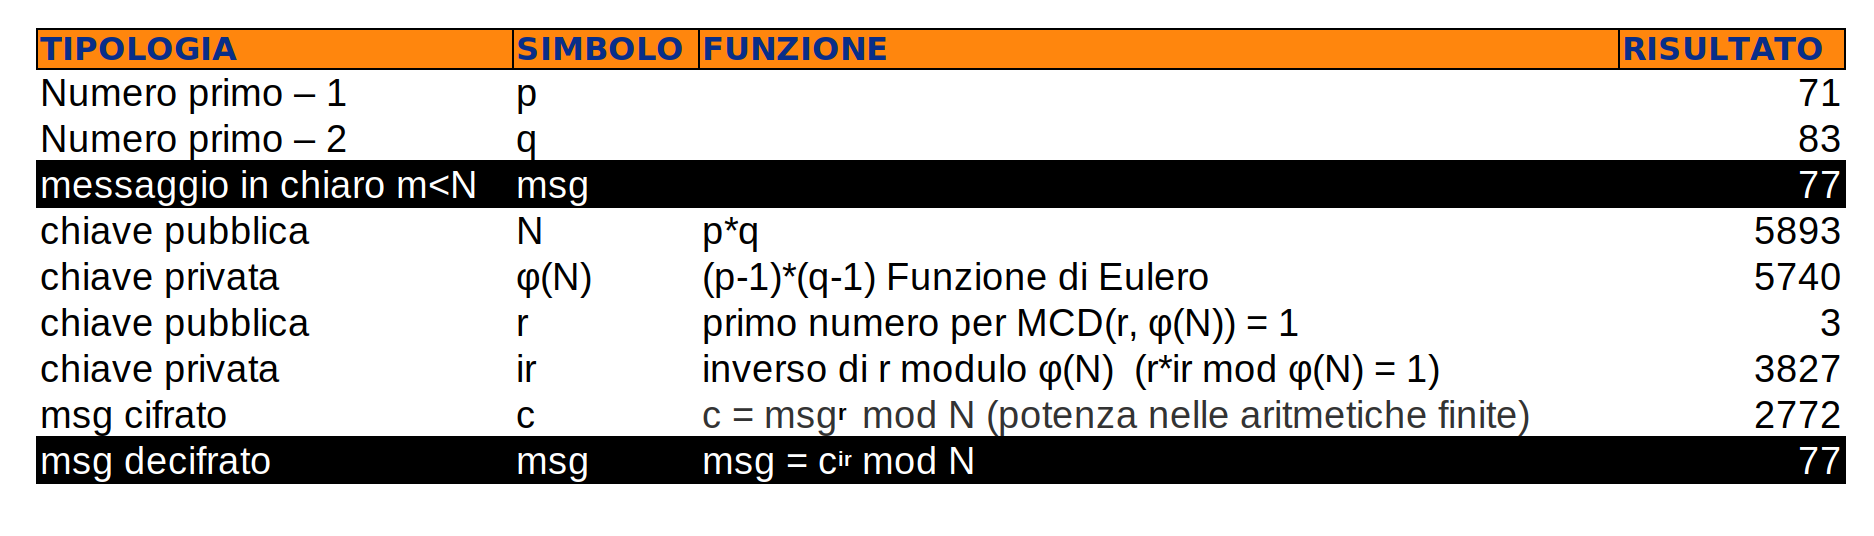 TIPOLOGIA SIMBOLO FUNZIONE RISULTATO
Numero primo – 1 p 71
Numero primo – 2 q 83
messaggio in chiaro m<N msg 77
chiave pubblica N p*q 5893
chiave privata φ(N) (p-1)*(q-1) Funzione di Eulero 5740
chiave pubblica r primo numero per MCD(r, φ(N)) = 1 3
chiave privata ir inverso di r modulo φ(N) (r*ir mod φ(N) = 1) 3827
msg cifrato c c = msgʳ mod N (potenza nelle aritmetiche finite) 2772
msg decifrato msg msg = cⁱʳ mod N 77